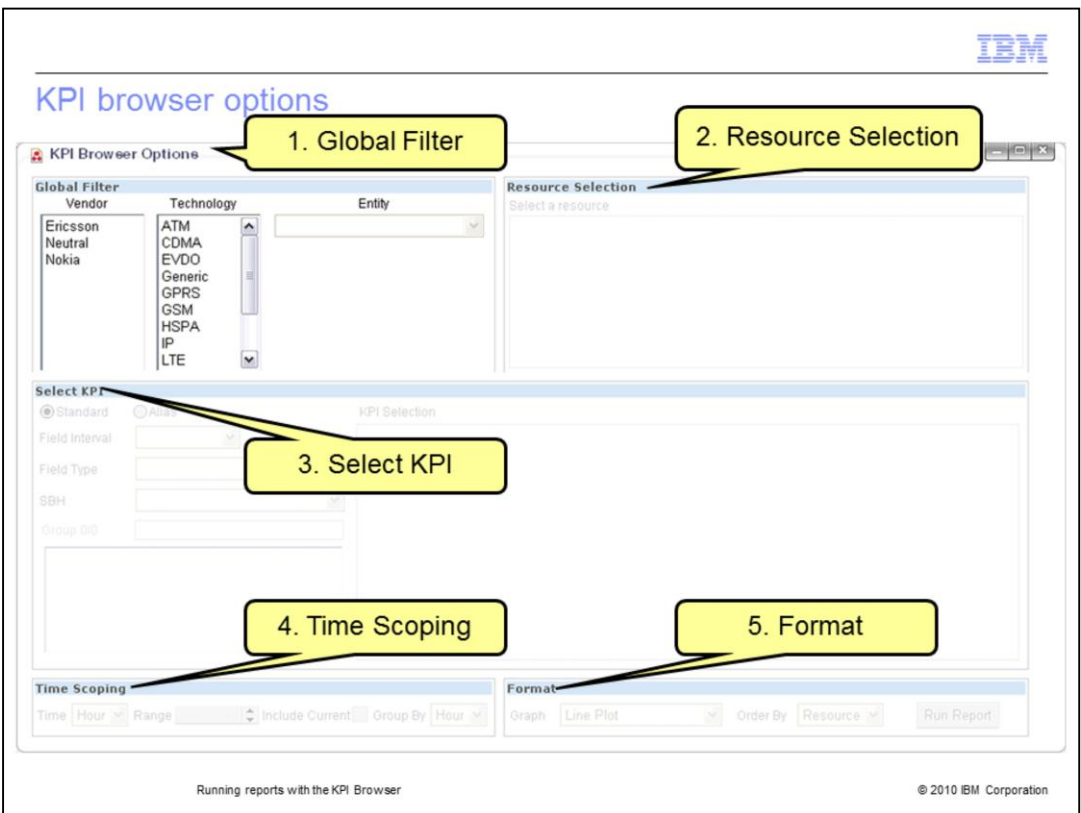 IBM
KPI browser options
1. Global Filter
2. Resource Selection
KPI Browser Options
Global Filter
Vendor Technology Entity
Ericsson
Neutral
Nokia
ATM
CDMA
EVDO
Generic
GPRS
GSM
HSPA
IP
LTE
Resource Selection
Select a resource
Select KPI
Standard Alias
KPI Selection
Field Interval
Field Type
SBH
Group 0/0
3. Select KPI
4. Time Scoping
5. Format
Time Scoping
Time Hour Range Include Current Group By Hour
Format
Graph Line Plot Order By Resource Run Report
Running reports with the KPI Browser
© 2010 IBM Corporation